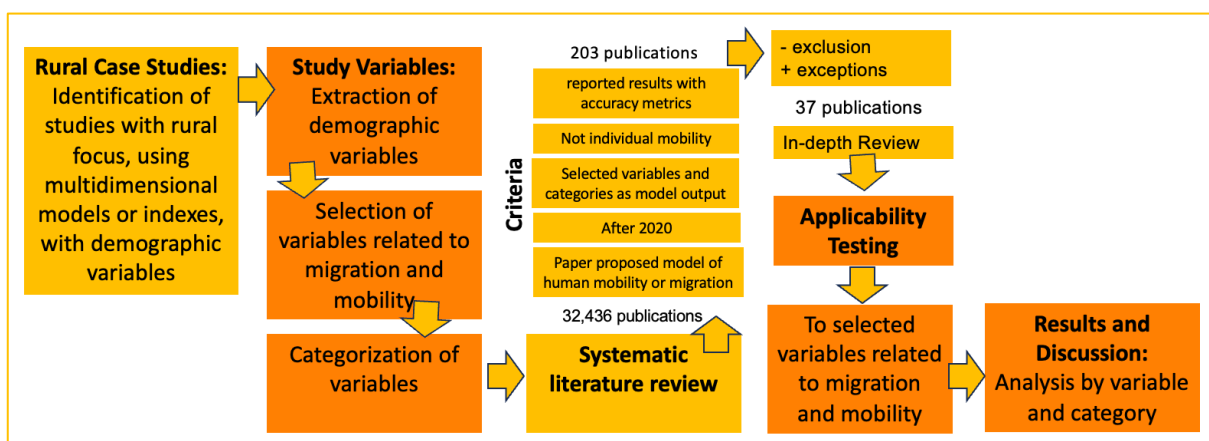 Rural Case Studies:
Identification of
studies with rural
focus, using
multidimensional
models or indexes,
with demographic
variables
Study Variables:
Extraction of
demographic
variables
Selection of
variables related to
migration and
mobility
Categorization of
variables
Systematic
literature review
32,436 publications
Criteria
Paper proposed model of
human mobility or migration
After 2020
Selected variables and
categories as model output
Not individual mobility
reported results with
accuracy metrics
203 publications
- exclusion
+ exceptions
37 publications
In-depth Review
Applicability
Testing
To selected
variables related
to migration
and mobility
Results and
Discussion:
Analysis by variable
and category